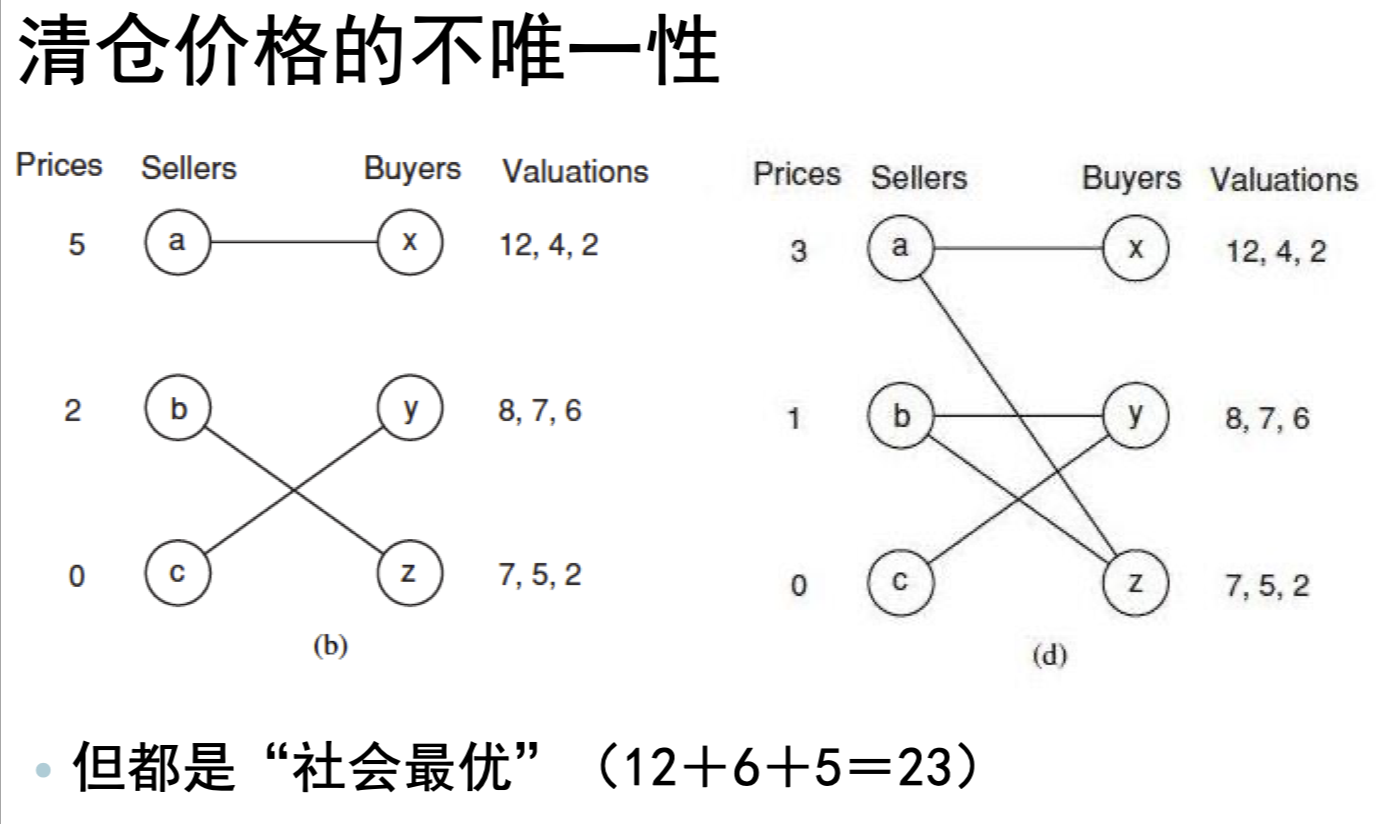 清仓价格的不唯一性
Prices Sellers Buyers Valuations
5 a x 12, 4, 2
2 b y 8, 7, 6
0 c z 7, 5, 2
(b)
Prices Sellers Buyers Valuations
3 a x 12, 4, 2
1 b y 8, 7, 6
0 c z 7, 5, 2
(d)
• 但都是“社会最优”（12＋6＋5＝23）